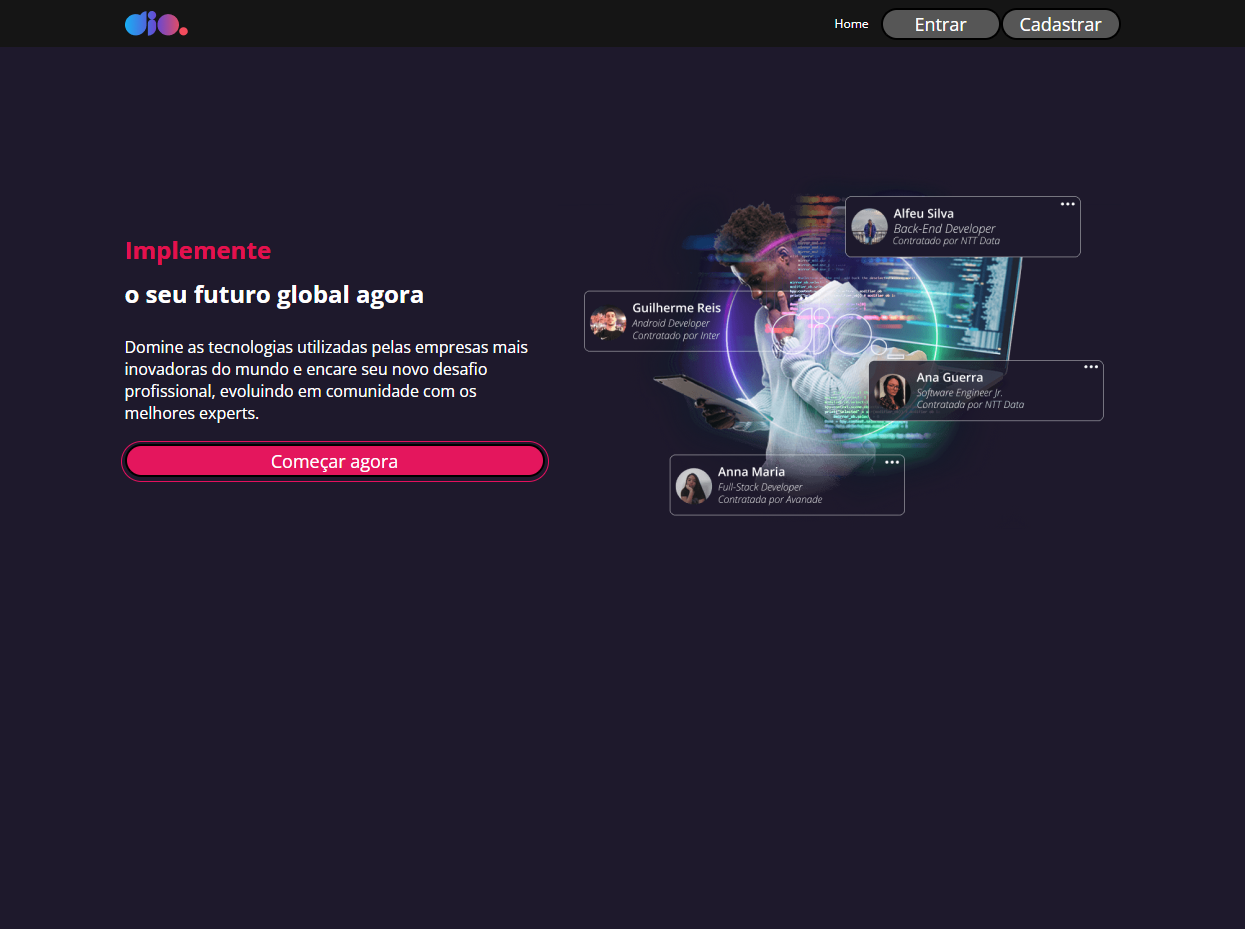 dio.
Home
Entrar
Cadastrar
Implemente
o seu futuro global agora
Domine as tecnologias utilizadas pelas empresas mais
inovadoras do mundo e encare seu novo desafio
profissional, evoluindo em comunidade com os
melhores experts.
Começar agora
Alfeu Silva
Back-End Developer
Contratado por NTT Data
Guilherme Reis
Android Developer
Contratado por Inter
dio.
Ana Guerra
Software Engineer Jr.
Contratada por NTT Data
Anna Maria
Full-Stack Developer
Contratada por Avanade